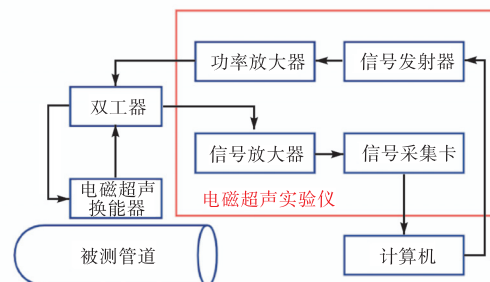 功率放大器
信号发射器
双工器
信号放大器
信号采集卡
电磁超声
换能器
电磁超声实验仪
被测管道
计算机